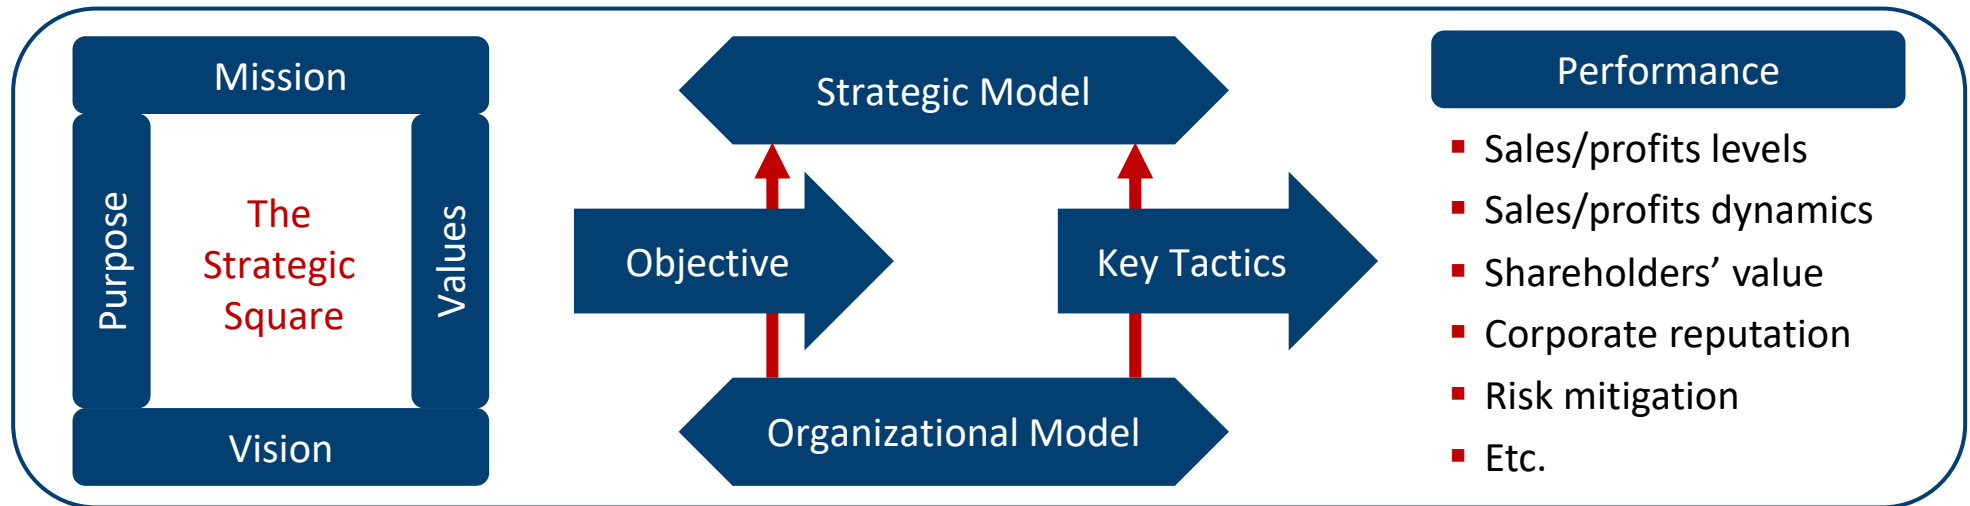 Mission
Purpose
The
Strategic
Square
Values
Vision
Strategic Model
Objective
Key Tactics
Organizational Model
Performance
▪ Sales/profits levels
▪ Sales/profits dynamics
▪ Shareholders’ value
▪ Corporate reputation
▪ Risk mitigation
▪ Etc.